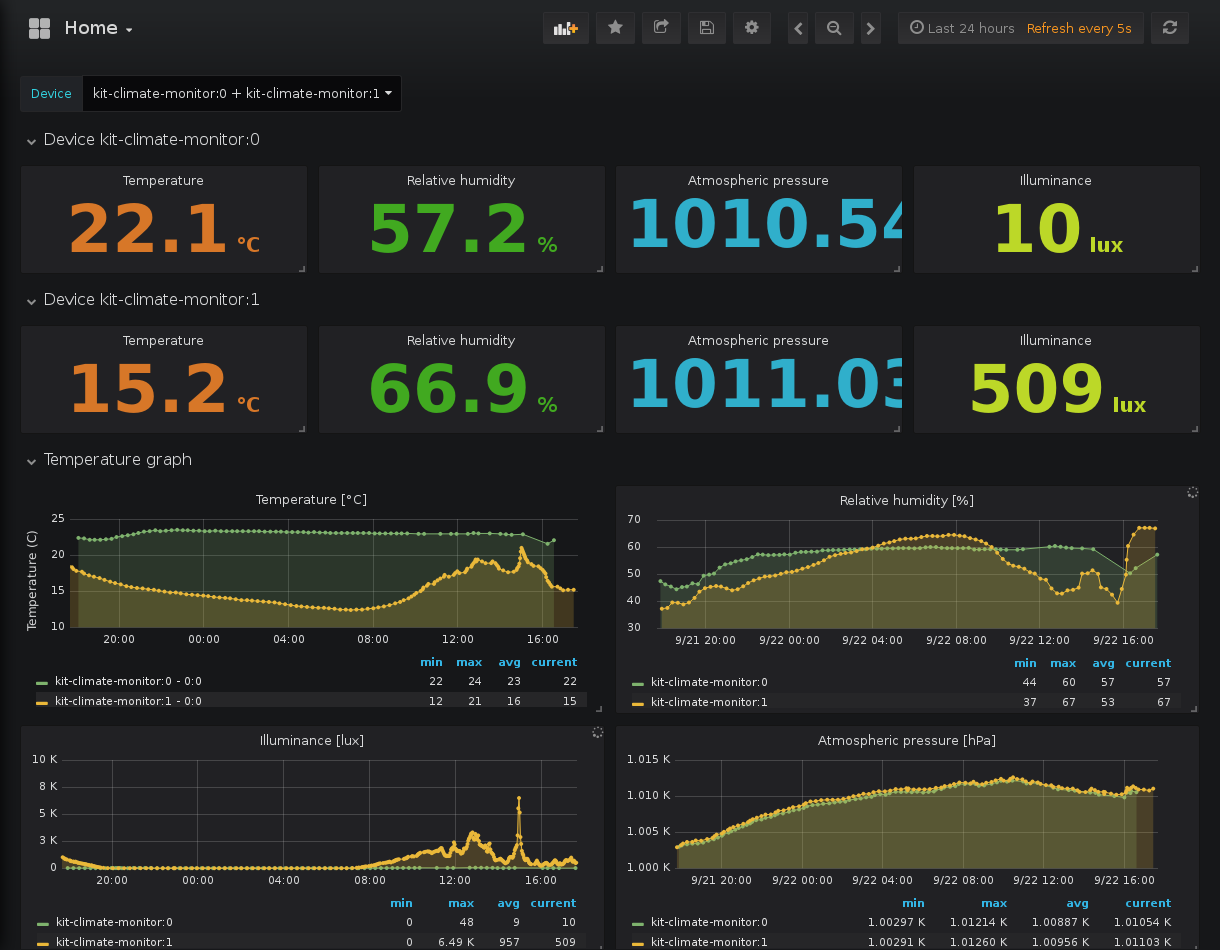 Home
Last 24 hours Refresh every 5s
Device kit-climate-monitor:0 + kit-climate-monitor:1
Device kit-climate-monitor:0
Temperature Relative humidity Atmospheric pressure Illuminance
22.1 °C 57.2 % 1010.54 10 lux
Device kit-climate-monitor:1
Temperature Relative humidity Atmospheric pressure Illuminance
15.2 °C 66.9 % 1011.03 509 lux
Temperature graph
Temperature [°C]
Temperature (C)
25
20
15
10
20:00 00:00 04:00 08:00 12:00 16:00
min max avg current
kit-climate-monitor:0 - 0:0 22 24 23 22
kit-climate-monitor:1 - 0:0 12 21 16 15
Relative humidity [%]
70
60
50
40
30
9/21 20:00 9/22 00:00 9/22 04:00 9/22 08:00 9/22 12:00 9/22 16:00
min max avg current
kit-climate-monitor:0 44 60 57 57
kit-climate-monitor:1 37 67 53 67
Illuminance [lux]
10 K
8 K
5 K
3 K
0
20:00 00:00 04:00 08:00 12:00 16:00
min max avg current
kit-climate-monitor:0 0 48 9 10
kit-climate-monitor:1 0 6.49 K 957 509
Atmospheric pressure [hPa]
1.015 K
1.010 K
1.005 K
1.000 K
9/21 20:00 9/22 00:00 9/22 04:00 9/22 08:00 9/22 12:00 9/22 16:00
min max avg current
kit-climate-monitor:0 1.00297 K 1.01214 K 1.00887 K 1.01054 K
kit-climate-monitor:1 1.00291 K 1.01260 K 1.00956 K 1.01103 K